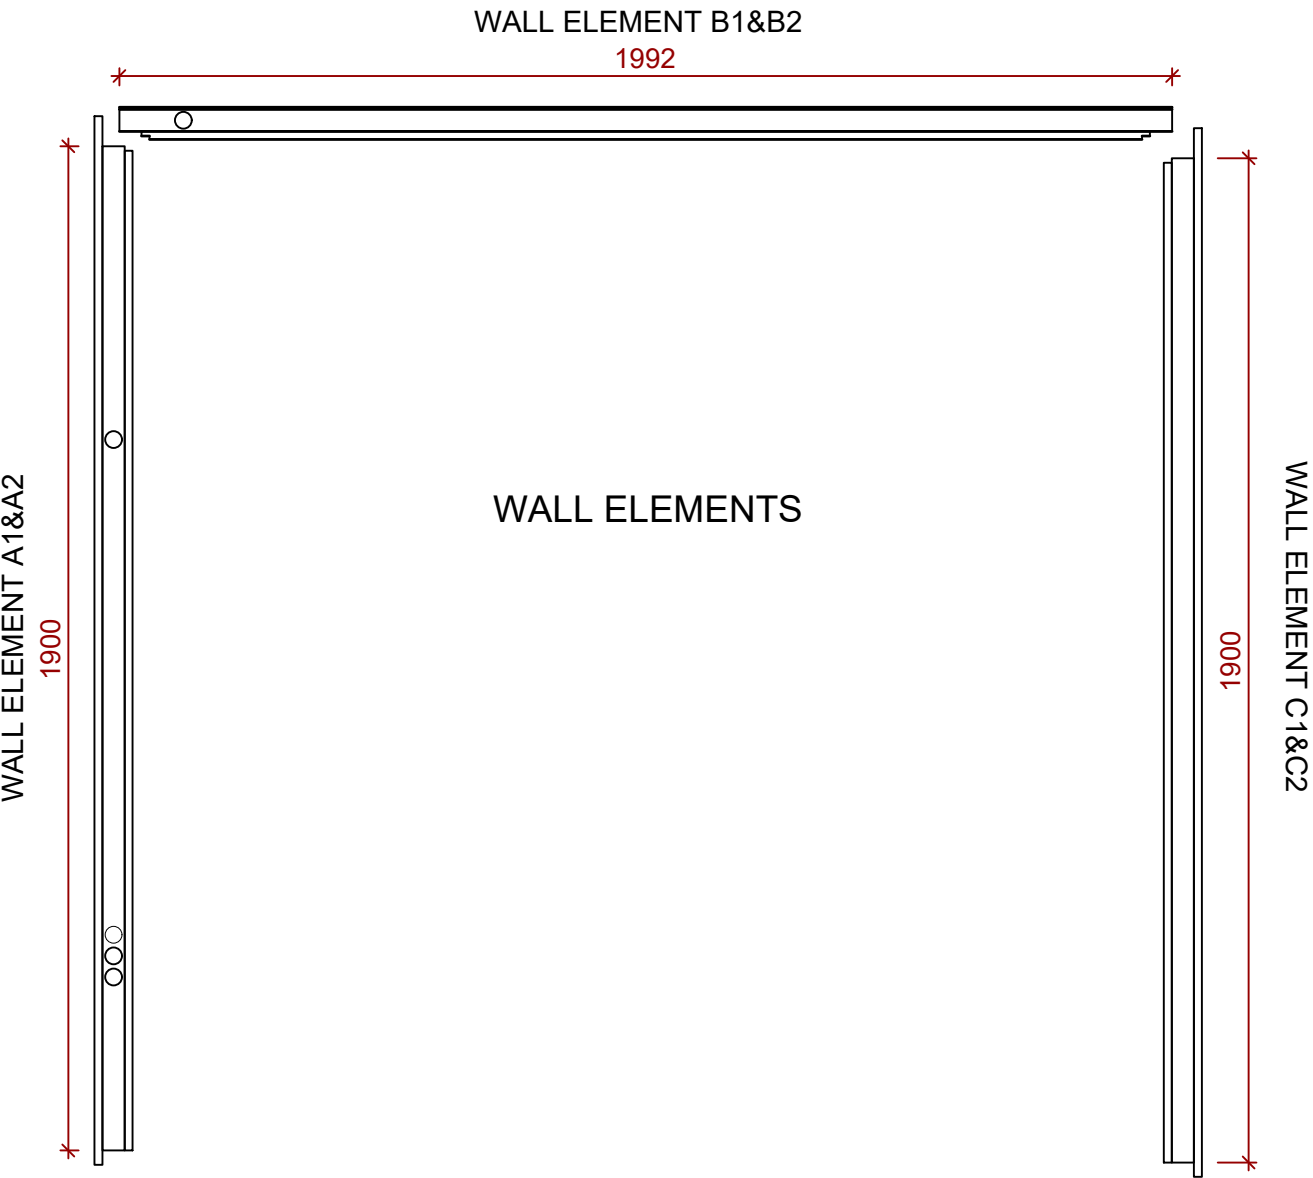 WALL ELEMENT B1&B2
1992
WALL ELEMENT A1&A2
1900
WALL ELEMENTS
1900
WALL ELEMENT C1&C2